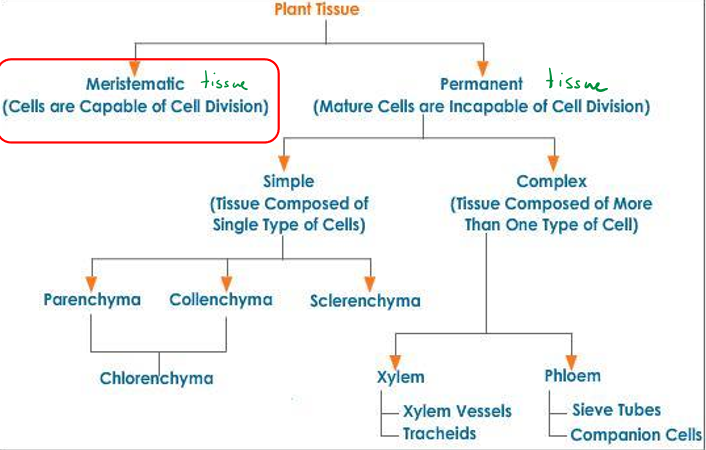 Plant Tissue
Meristematic tissue
(Cells are Capable of Cell Division)
Permanent tissue
(Mature Cells are Incapable of Cell Division)
Simple
(Tissue Composed of
Single Type of Cells)
Complex
(Tissue Composed of More
Than One Type of Cell)
Parenchyma
Collenchyma
Sclerenchyma
Chlorenchyma
Xylem
Xylem Vessels
Tracheids
Phloem
Sieve Tubes
Companion Cells